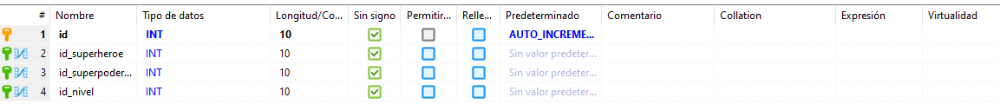 # Nombre Tipo de datos Longitud/Co... Sin signo Permitir... Relle... Predeterminado Comentario Collation Expresión Virtualidad
1 id INT 10 AUTO_INCREME...
2 id_superheroe INT 10 Sin valor predeter...
3 id_superpoder... INT 10 Sin valor predeter...
4 id_nivel INT 10 Sin valor predeter...